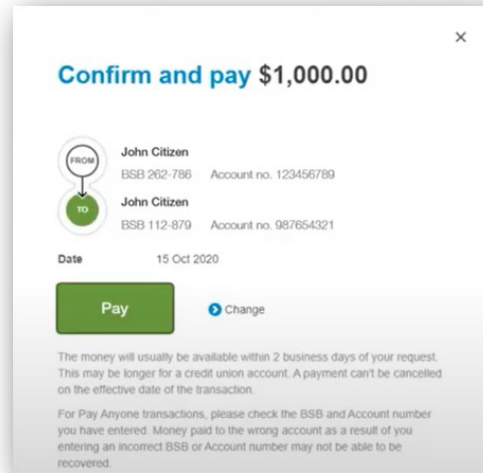 Confirm and pay $1,000.00
FROM
John Citizen
BSB 262-786 Account no. 123456789
TO
John Citizen
BSB 112-879 Account no. 987654321
Date 15 Oct 2020
Pay Change
The money will usually be available within 2 business days of your request.
This may be longer for a credit union account. A payment can't be cancelled
on the effective date of the transaction.
For Pay Anyone transactions, please check the BSB and Account number
you have entered. Money paid to the wrong account as a result of you
entering an incorrect BSB or Account number may not be able to be
recovered.